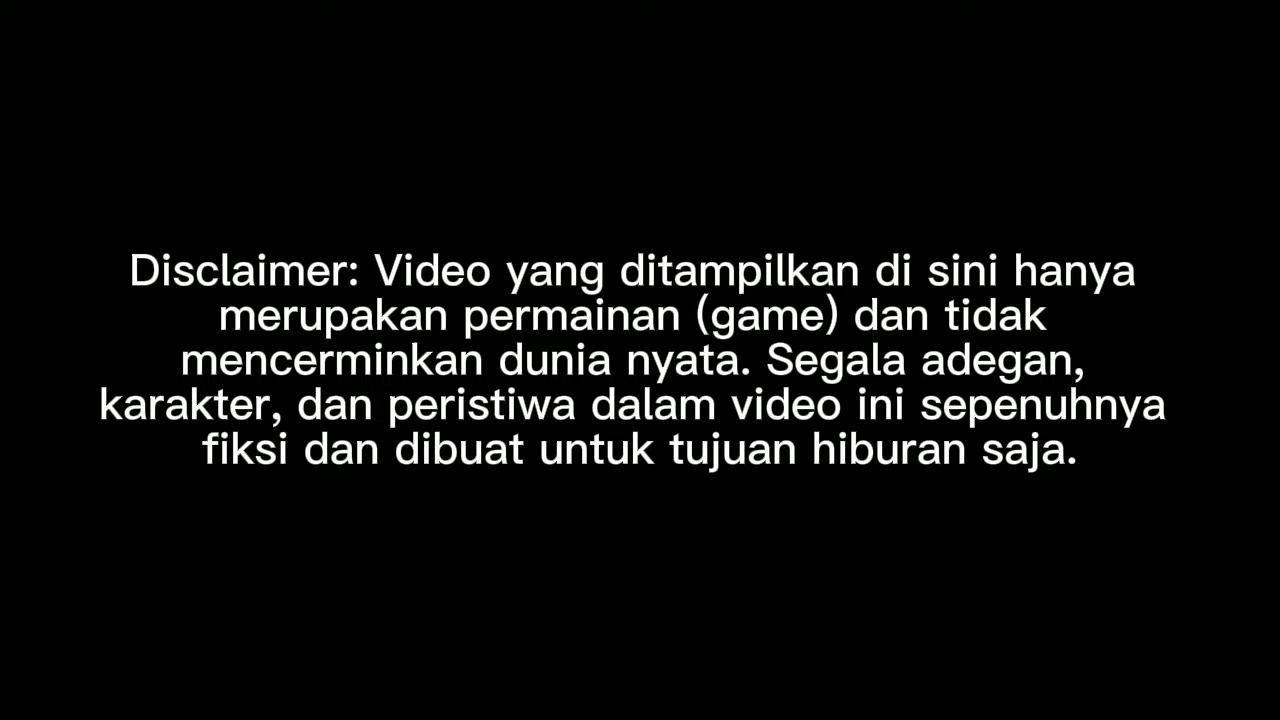 Disclaimer: Video yang ditampilkan di sini hanya
merupakan permainan (game) dan tidak
mencerminkan dunia nyata. Segala adegan,
karakter, dan peristiwa dalam video ini sepenuhnya
fiksi dan dibuat untuk tujuan hiburan saja.